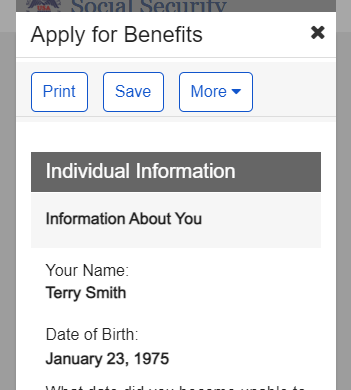 Social Security
Apply for Benefits
Print Save More
Individual Information
Information About You
Your Name:
Terry Smith
Date of Birth:
January 23, 1975
What date did you become unable to